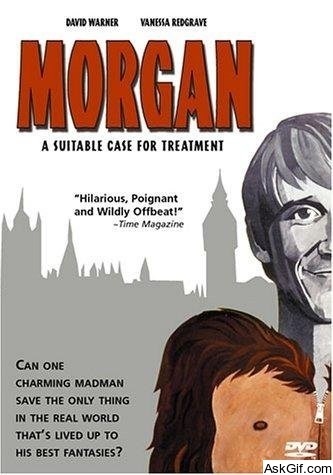 DAVID WARNER VANESSA REDGRAVE
MORGAN
A SUITABLE CASE FOR TREATMENT
"Hilarious, Poignant
and Wildly Offbeat!"
~Time Magazine
CAN ONE
CHARMING MADMAN
SAVE THE ONLY THING
IN THE REAL WORLD
THAT'S LIVED UP TO
HIS BEST FANTASIES?
DVD
AskGif.com